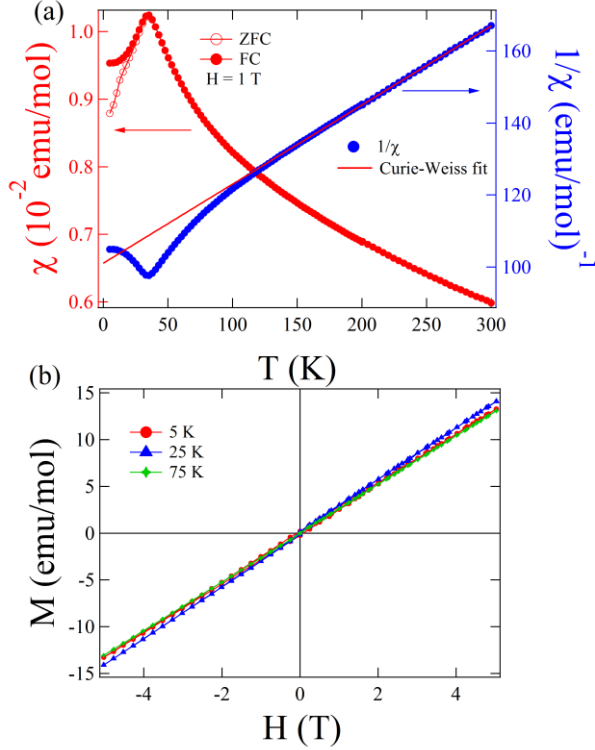 (a)
ZFC
FC
H = 1 T
1/χ
Curie-Weiss fit
χ (10⁻² emu/mol)
1.0
0.9
0.8
0.7
0.6
1/χ (emu/mol)⁻¹
160
140
120
100
0 50 100 150 200 250 300
T (K)
(b)
5 K
25 K
75 K
M (emu/mol)
15
10
5
0
-5
-10
-15
-4 -2 0 2 4
H (T)